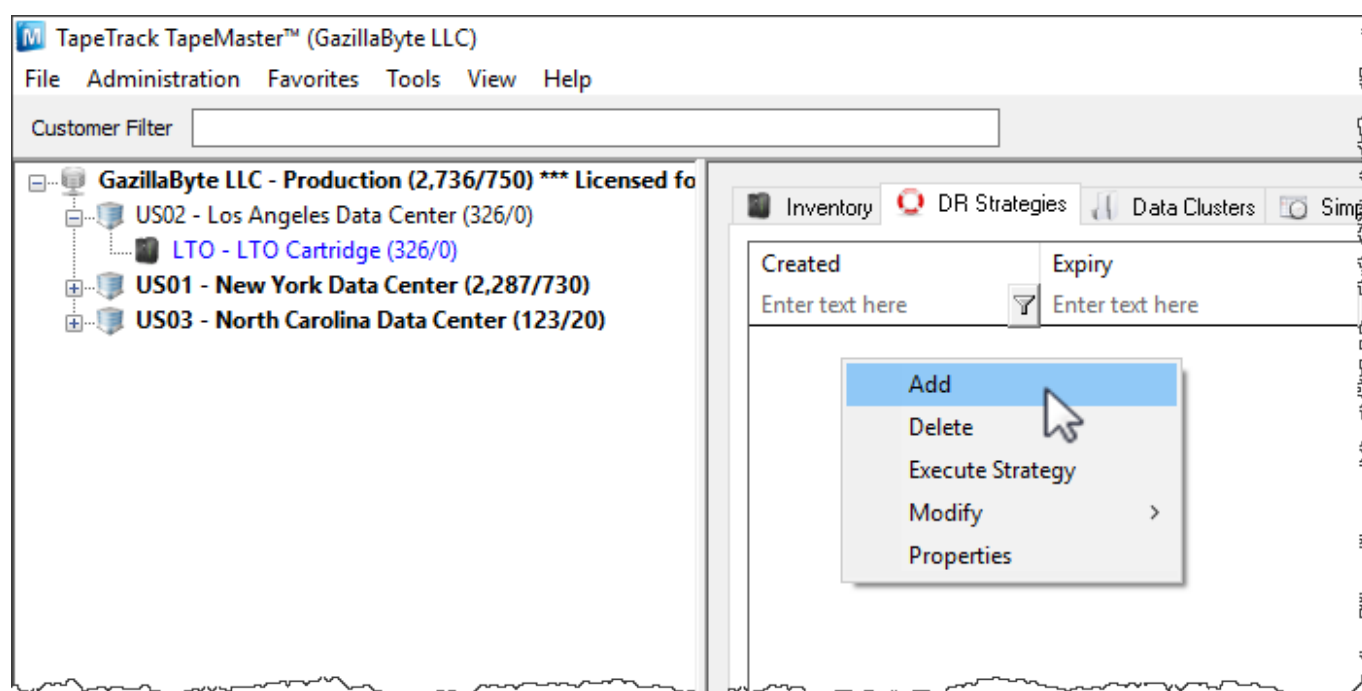 TapeTrack TapeMaster™ (GazillaByte LLC)
File Administration Favorites Tools View Help
Customer Filter
GazillaByte LLC - Production (2,736/750) *** Licensed fo
US02 - Los Angeles Data Center (326/0)
LTO - LTO Cartridge (326/0)
US01 - New York Data Center (2,287/730)
US03 - North Carolina Data Center (123/20)
Inventory DR Strategies Data Clusters Simp
Created Expiry
Enter text here Enter text here
Add
Delete
Execute Strategy
Modify
Properties